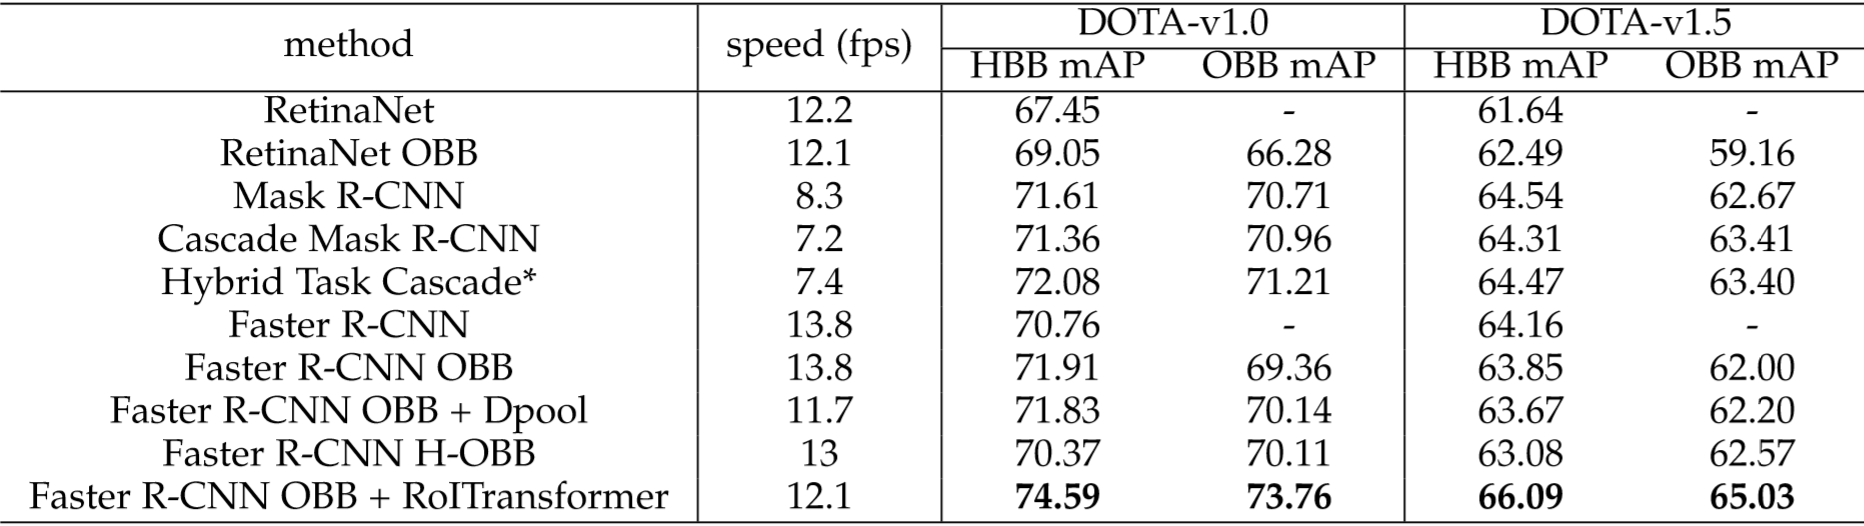 method speed (fps) DOTA-v1.0 DOTA-v1.5
HBB mAP OBB mAP HBB mAP OBB mAP
RetinaNet 12.2 67.45 - 61.64 -
RetinaNet OBB 12.1 69.05 66.28 62.49 59.16
Mask R-CNN 8.3 71.61 70.71 64.54 62.67
Cascade Mask R-CNN 7.2 71.36 70.96 64.31 63.41
Hybrid Task Cascade* 7.4 72.08 71.21 64.47 63.40
Faster R-CNN 13.8 70.76 - 64.16 -
Faster R-CNN OBB 13.8 71.91 69.36 63.85 62.00
Faster R-CNN OBB + Dpool 11.7 71.83 70.14 63.67 62.20
Faster R-CNN H-OBB 13 70.37 70.11 63.08 62.57
Faster R-CNN OBB + RoITransformer 12.1 74.59 73.76 66.09 65.03